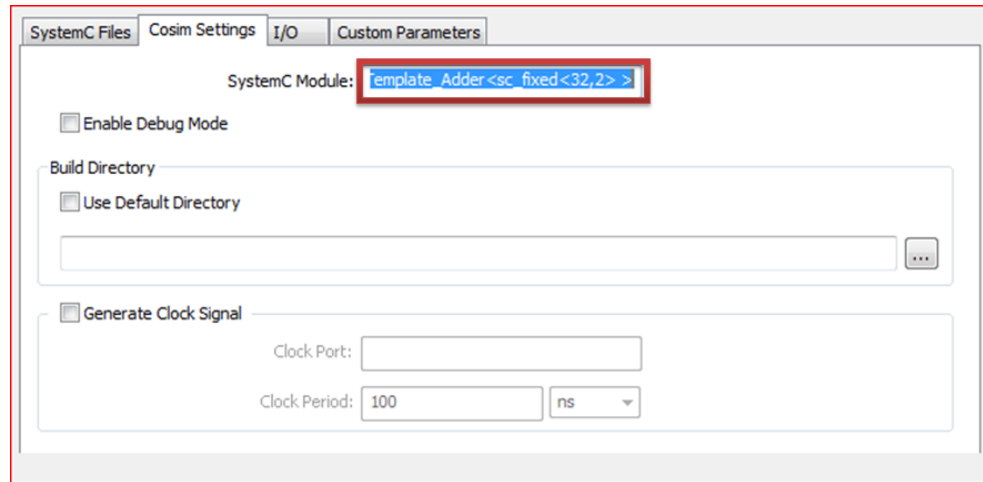 SystemC Files Cosim Settings I/O Custom Parameters
SystemC Module: Template_Adder<sc_fixed<32,2> >
Enable Debug Mode
Build Directory
Use Default Directory
...
Generate Clock Signal
Clock Port:
Clock Period: 100 ns